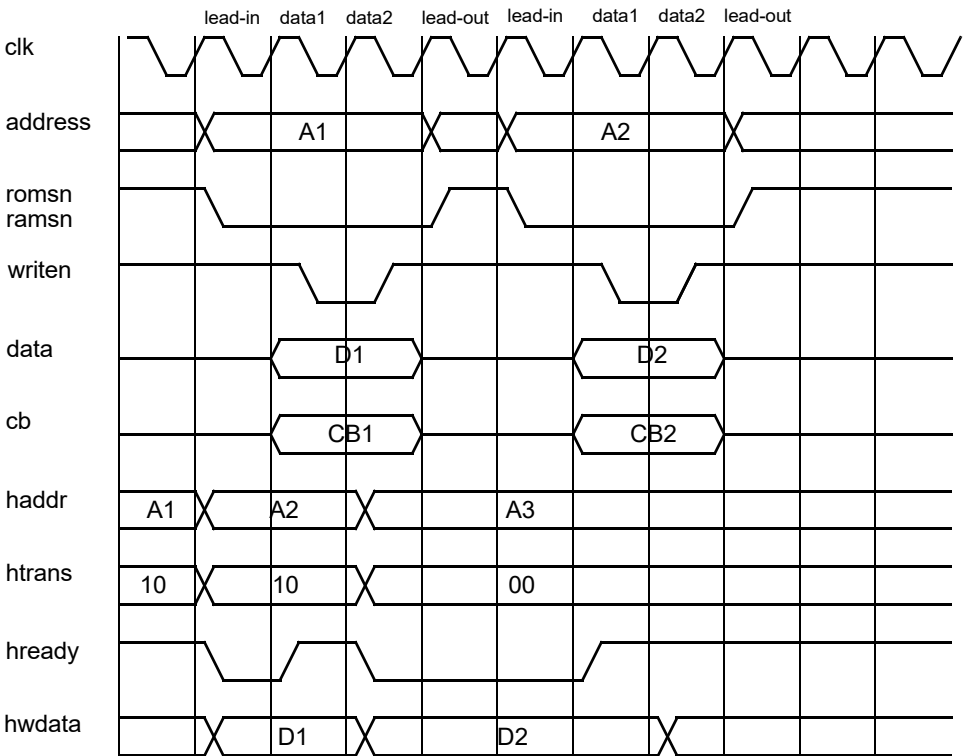 lead-in data1 data2 lead-out lead-in data1 data2 lead-out
clk
address A1 A2
romsn
ramsn
writen
data D1 D2
cb CB1 CB2
haddr A1 A2 A3
htrans 10 10 00
hready
hwdata D1 D2